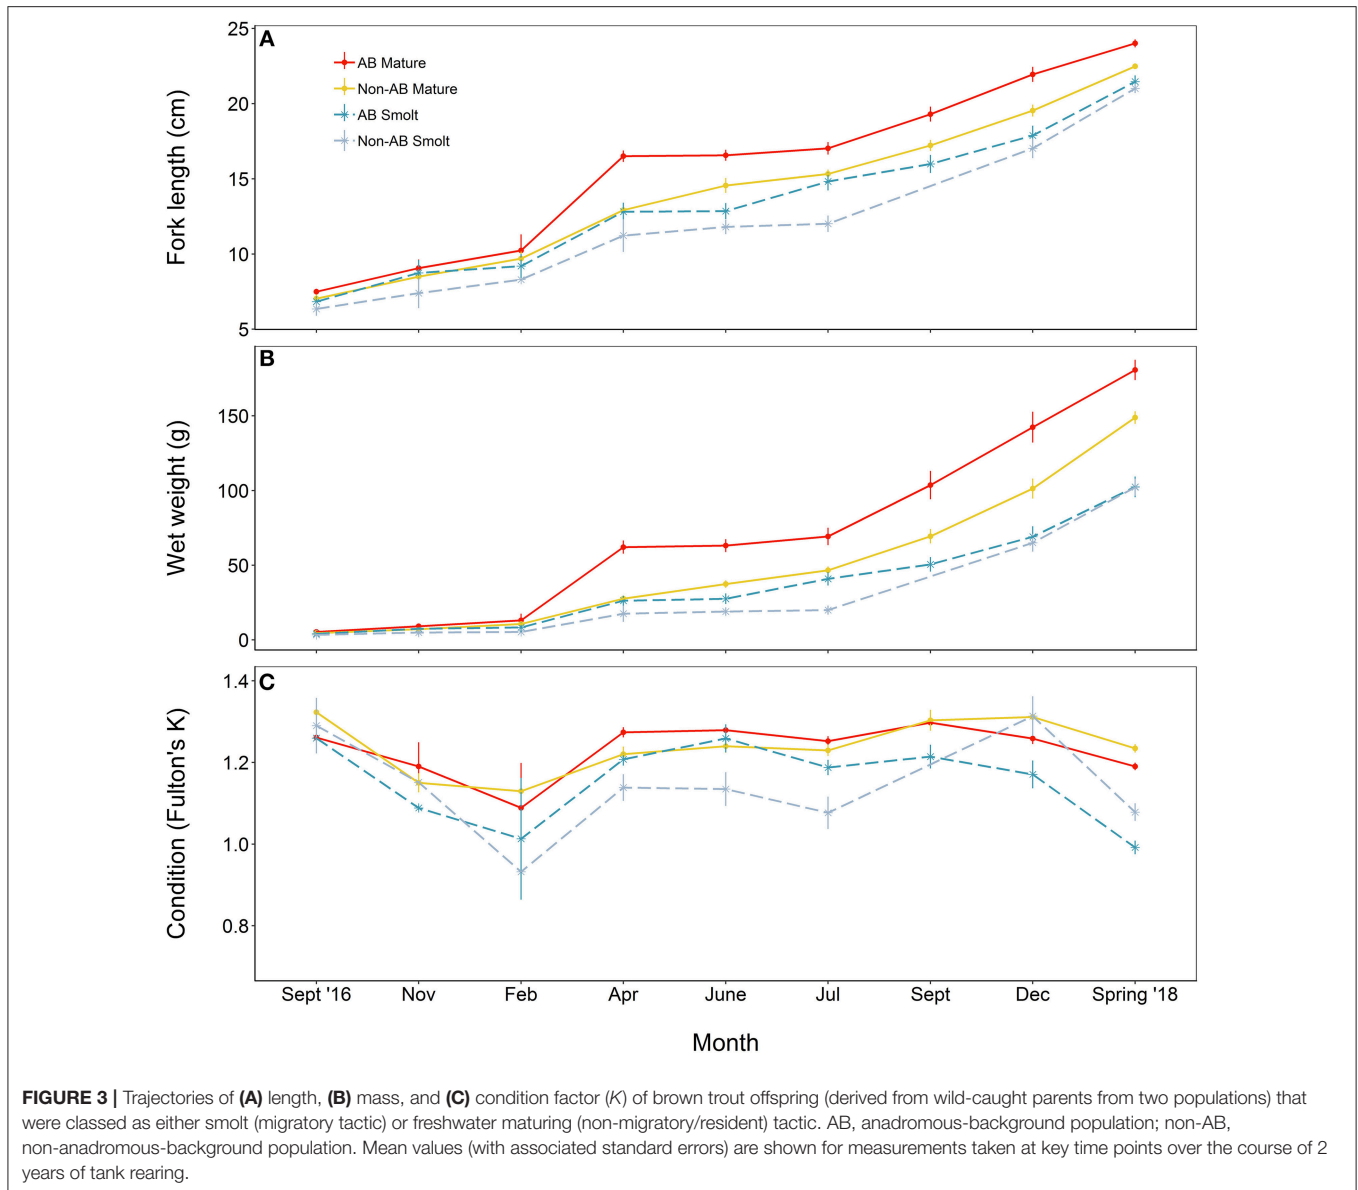 A
AB Mature
Non-AB Mature
AB Smolt
Non-AB Smolt
25
20
15
10
5
Fork length (cm)
B
150
100
50
0
Wet weight (g)
C
1.4
1.2
1.0
0.8
Condition (Fulton's K)
Sept '16 Nov Feb Apr June Jul Sept Dec Spring '18
Month
FIGURE 3 | Trajectories of (A) length, (B) mass, and (C) condition factor (K) of brown trout offspring (derived from wild-caught parents from two populations) that
were classed as either smolt (migratory tactic) or freshwater maturing (non-migratory/resident) tactic. AB, anadromous-background population; non-AB,
non-anadromous-background population. Mean values (with associated standard errors) are shown for measurements taken at key time points over the course of 2
years of tank rearing.